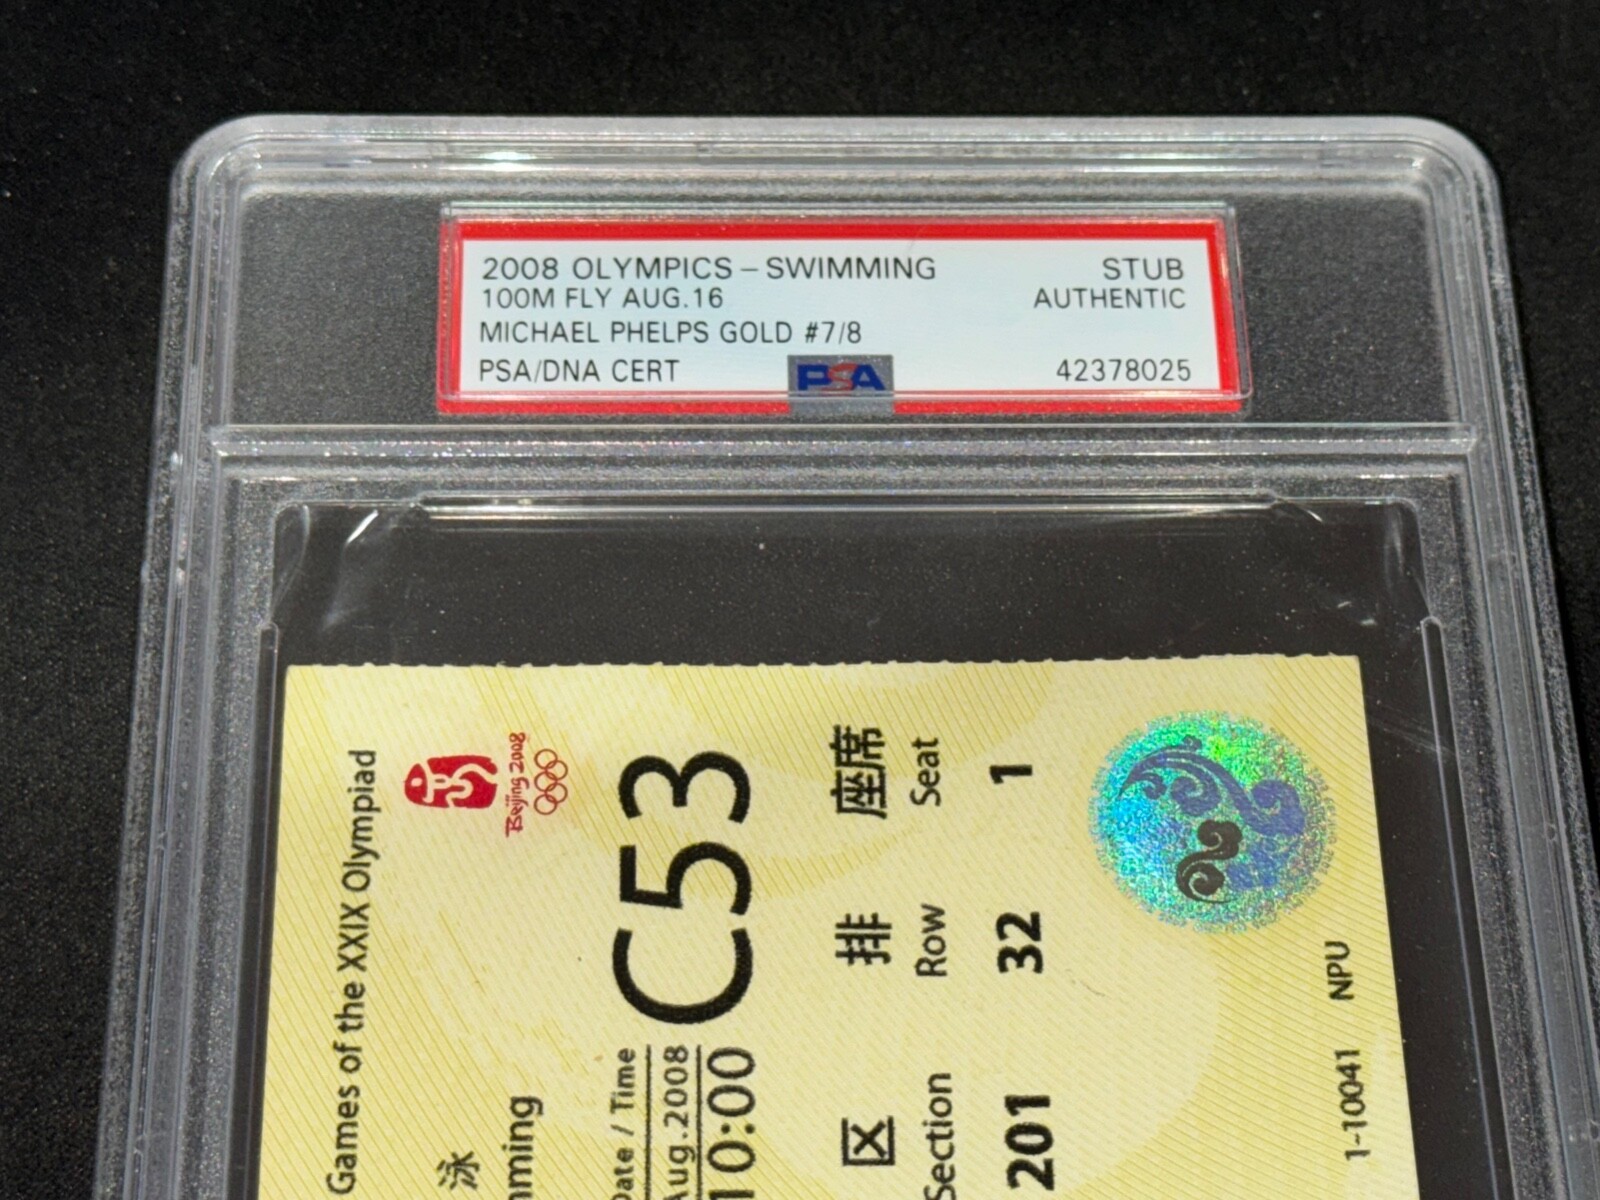 2008 OLYMPICS – SWIMMING STUB
100M FLY AUG.16 AUTHENTIC
MICHAEL PHELPS GOLD #7/8
PSA/DNA CERT PSA 42378025
Games of the XXIX Olympiad
Beijing 2008
泳
mming
C53
Date / Time
Aug.2008
10:00
区 排 座席
Section Row Seat
201 32 1
1-10041 NPU